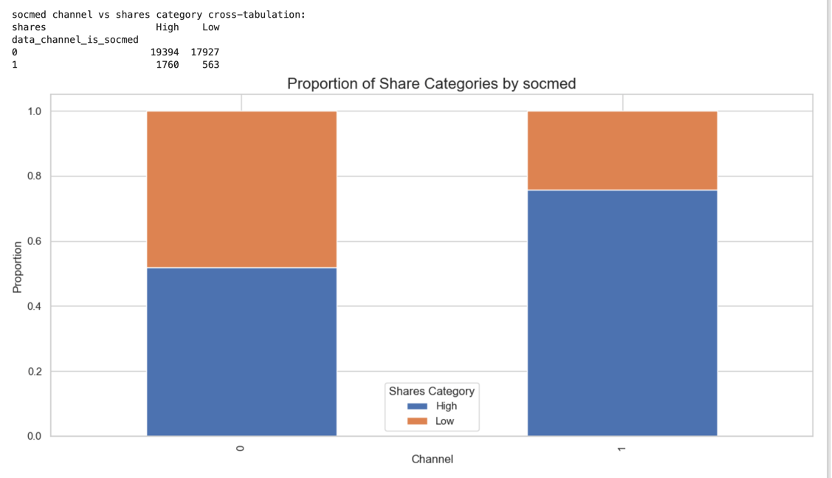 socmed channel vs shares category cross-tabulation:
shares High Low
data_channel_is_socmed
0 19394 17927
1 1760 563
Proportion of Share Categories by socmed
1.0
0.8
0.6
0.4
0.2
0.0
Proportion
Shares Category
High
Low
0
1
Channel